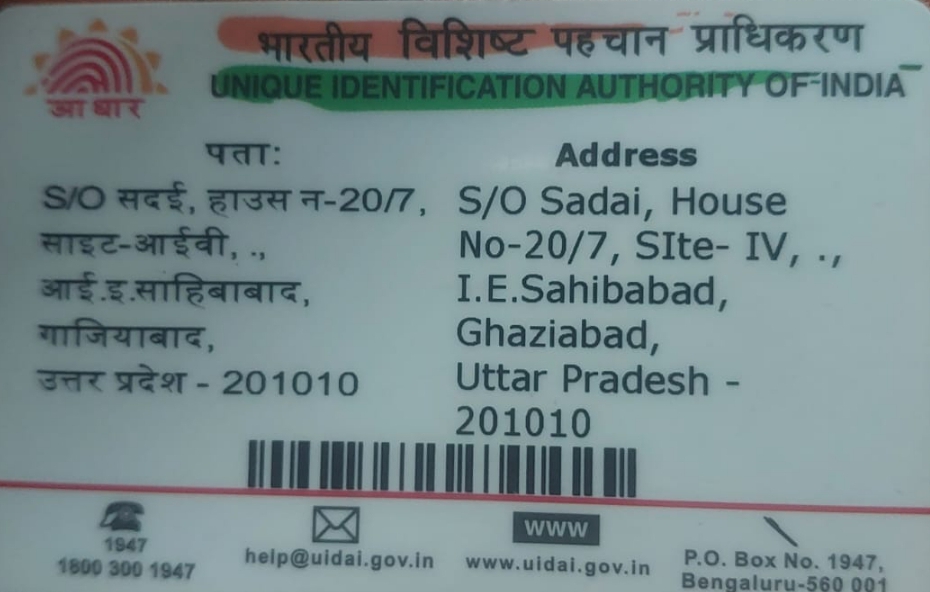 भारतीय विशिष्ट पहचान प्राधिकरण
UNIQUE IDENTIFICATION AUTHORITY OF INDIA
आधार
पता:
S/O सदई, हाउस न-20/7,
साइट-आईवी, .,
आई.इ.साहिबाबाद,
गाजियाबाद,
उत्तर प्रदेश - 201010
Address
S/O Sadai, House
No-20/7, SIte- IV, .,
I.E.Sahibabad,
Ghaziabad,
Uttar Pradesh -
201010
1947
1800 300 1947
help@uidai.gov.in
www
www.uidai.gov.in
P.O. Box No. 1947,
Bengaluru-560 001